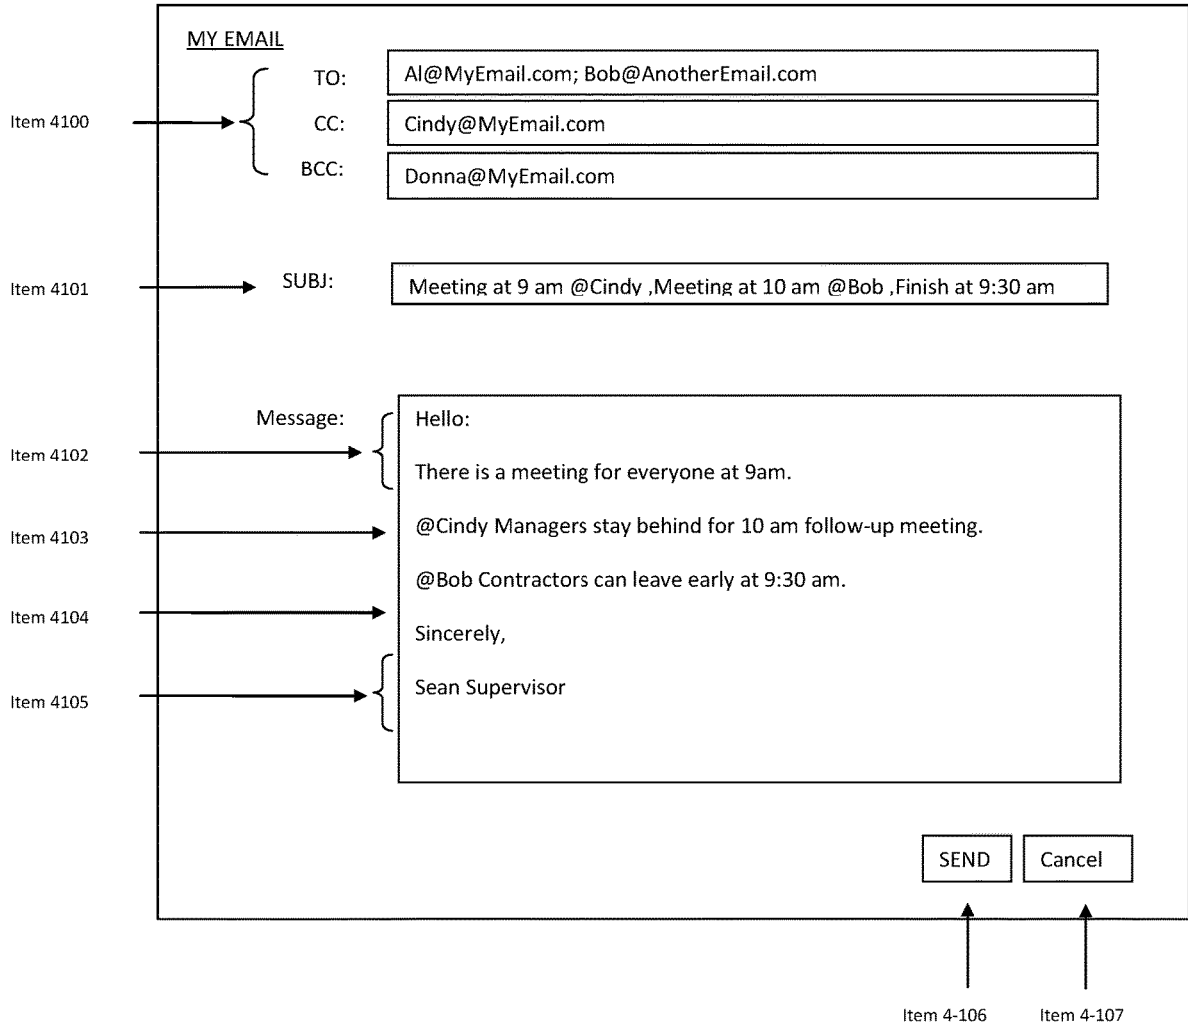 MY EMAIL
TO: Al@MyEmail.com; Bob@AnotherEmail.com
Item 4100 CC: Cindy@MyEmail.com
BCC: Donna@MyEmail.com
Item 4101 SUBJ: Meeting at 9 am @Cindy ,Meeting at 10 am @Bob ,Finish at 9:30 am
Message: Hello:
Item 4102
There is a meeting for everyone at 9am.
Item 4103 @Cindy Managers stay behind for 10 am follow-up meeting.
@Bob Contractors can leave early at 9:30 am.
Item 4104
Sincerely,
Item 4105 Sean Supervisor
SEND Cancel
Item 4-106 Item 4-107